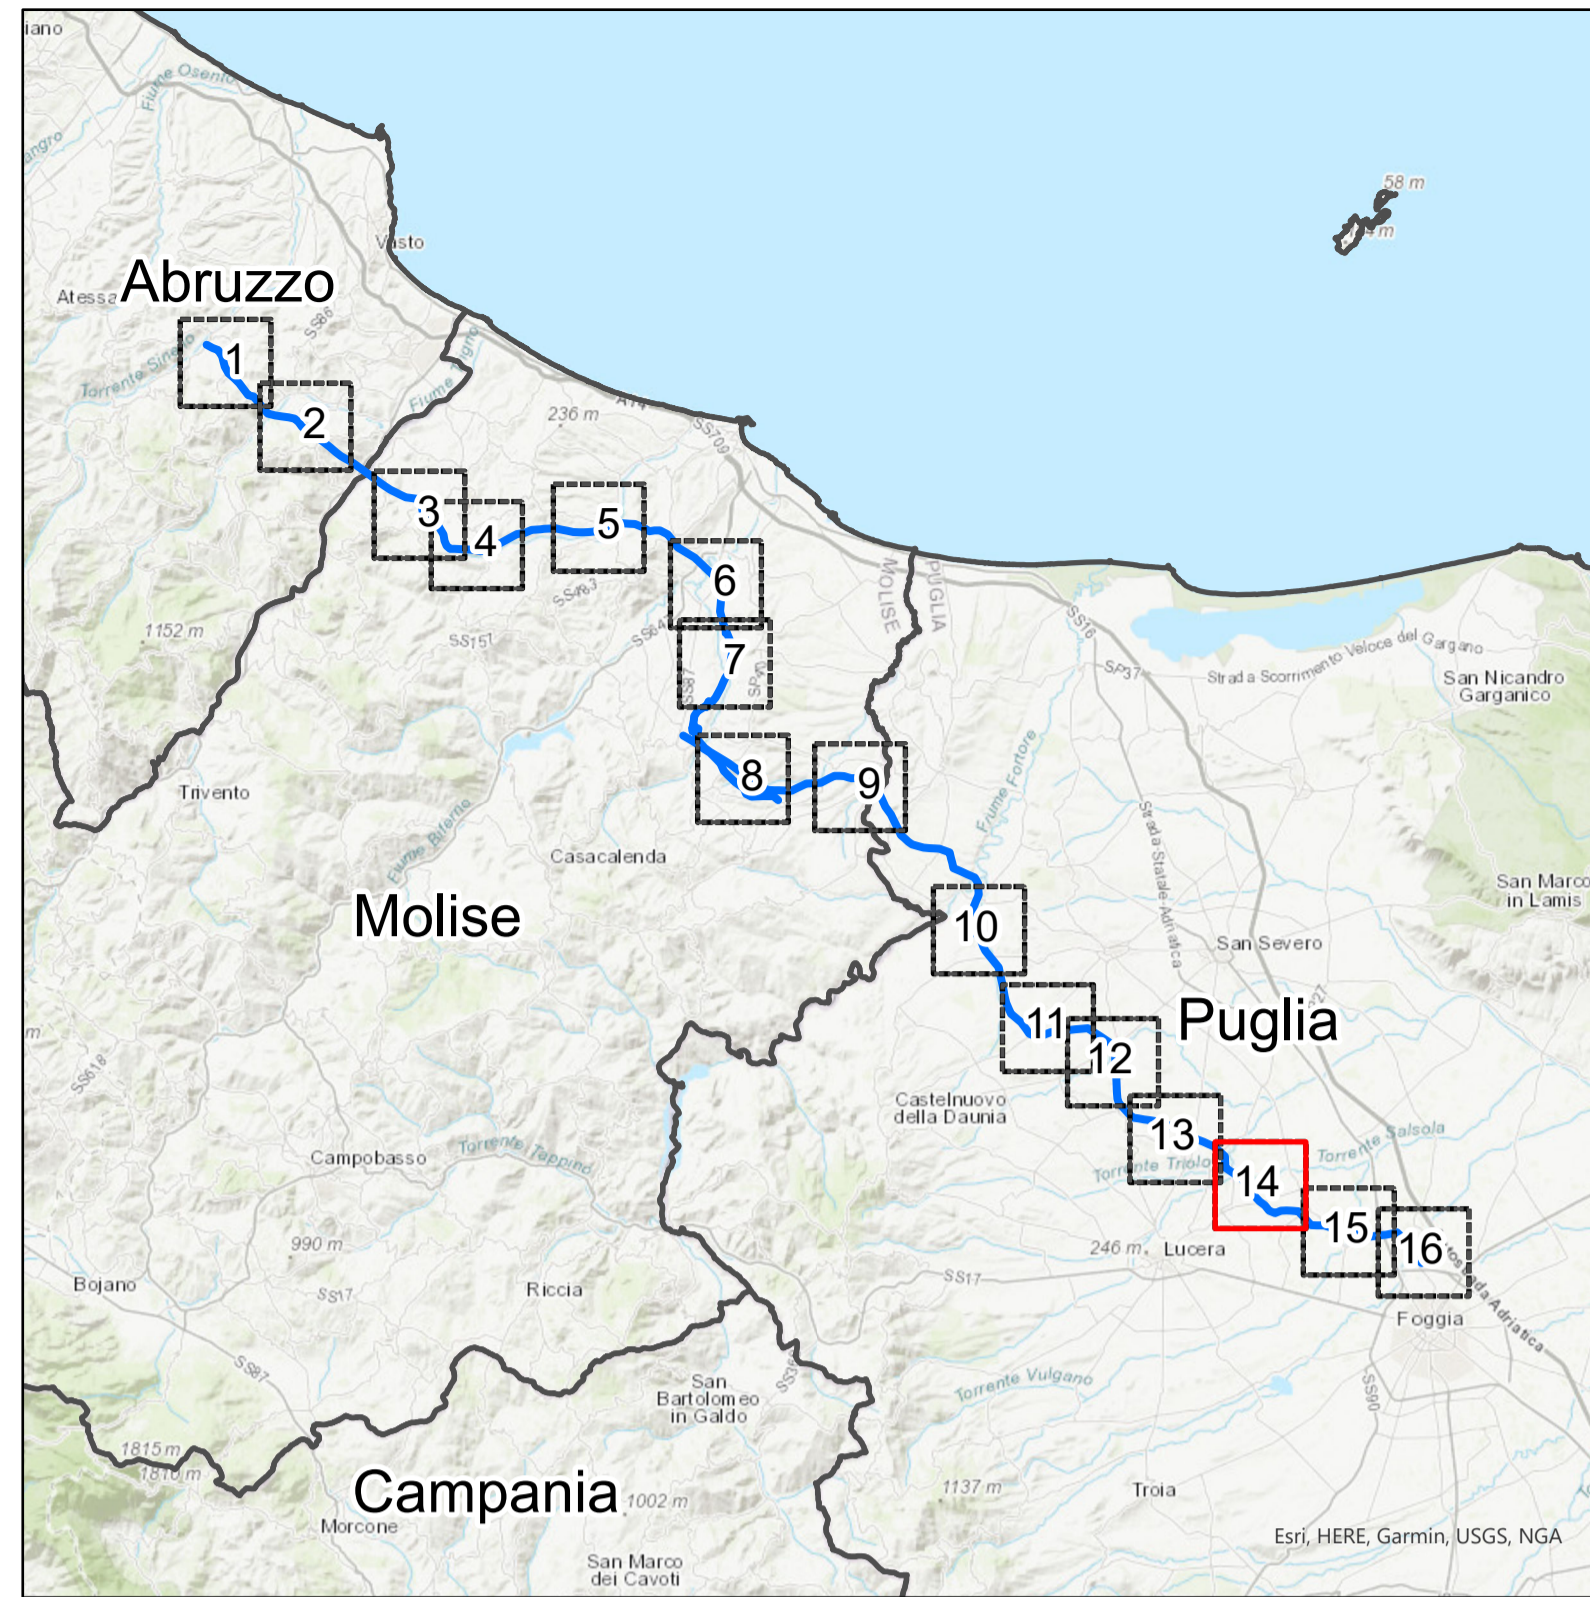 iano
Fiume Osento
angro
58 m
Vasto
Abruzzo
Atessa
SS86
1
Torrente Sinello
Fiume Trigno
2
236 m
A14
SS709
3
4
5
SS483
6
MOLISE
PUGLIA
SS16
1152 m
SS157
SS647
7
SS87
SP40
SP37
Strada Scorrimento Veloce del Gargano
San Nicandro
Garganico
Fiume Fortore
8
9
Trivento
Fiume Biferno
Casacalenda
Strada Statale Adriatica
San Marco
in Lamis
Molise
10
San Severo
Puglia
11
12
m
SS618
Castelnuovo
della Daunia
13
Torrente Salsola
Campobasso
Torrente Tappino
Torrente Triolo
14
15
16
990 m
246 m
Lucera
Bojano
SS17
Riccia
SS17
Foggia
SS87
San
Bartolomeo
in Galdo
Torrente Vulgano
SS90
1815 m
1816 m
Campania
1002 m
1137 m
Troia
Morcone
San Marco
dei Cavoti
Esri, HERE, Garmin, USGS, NGA